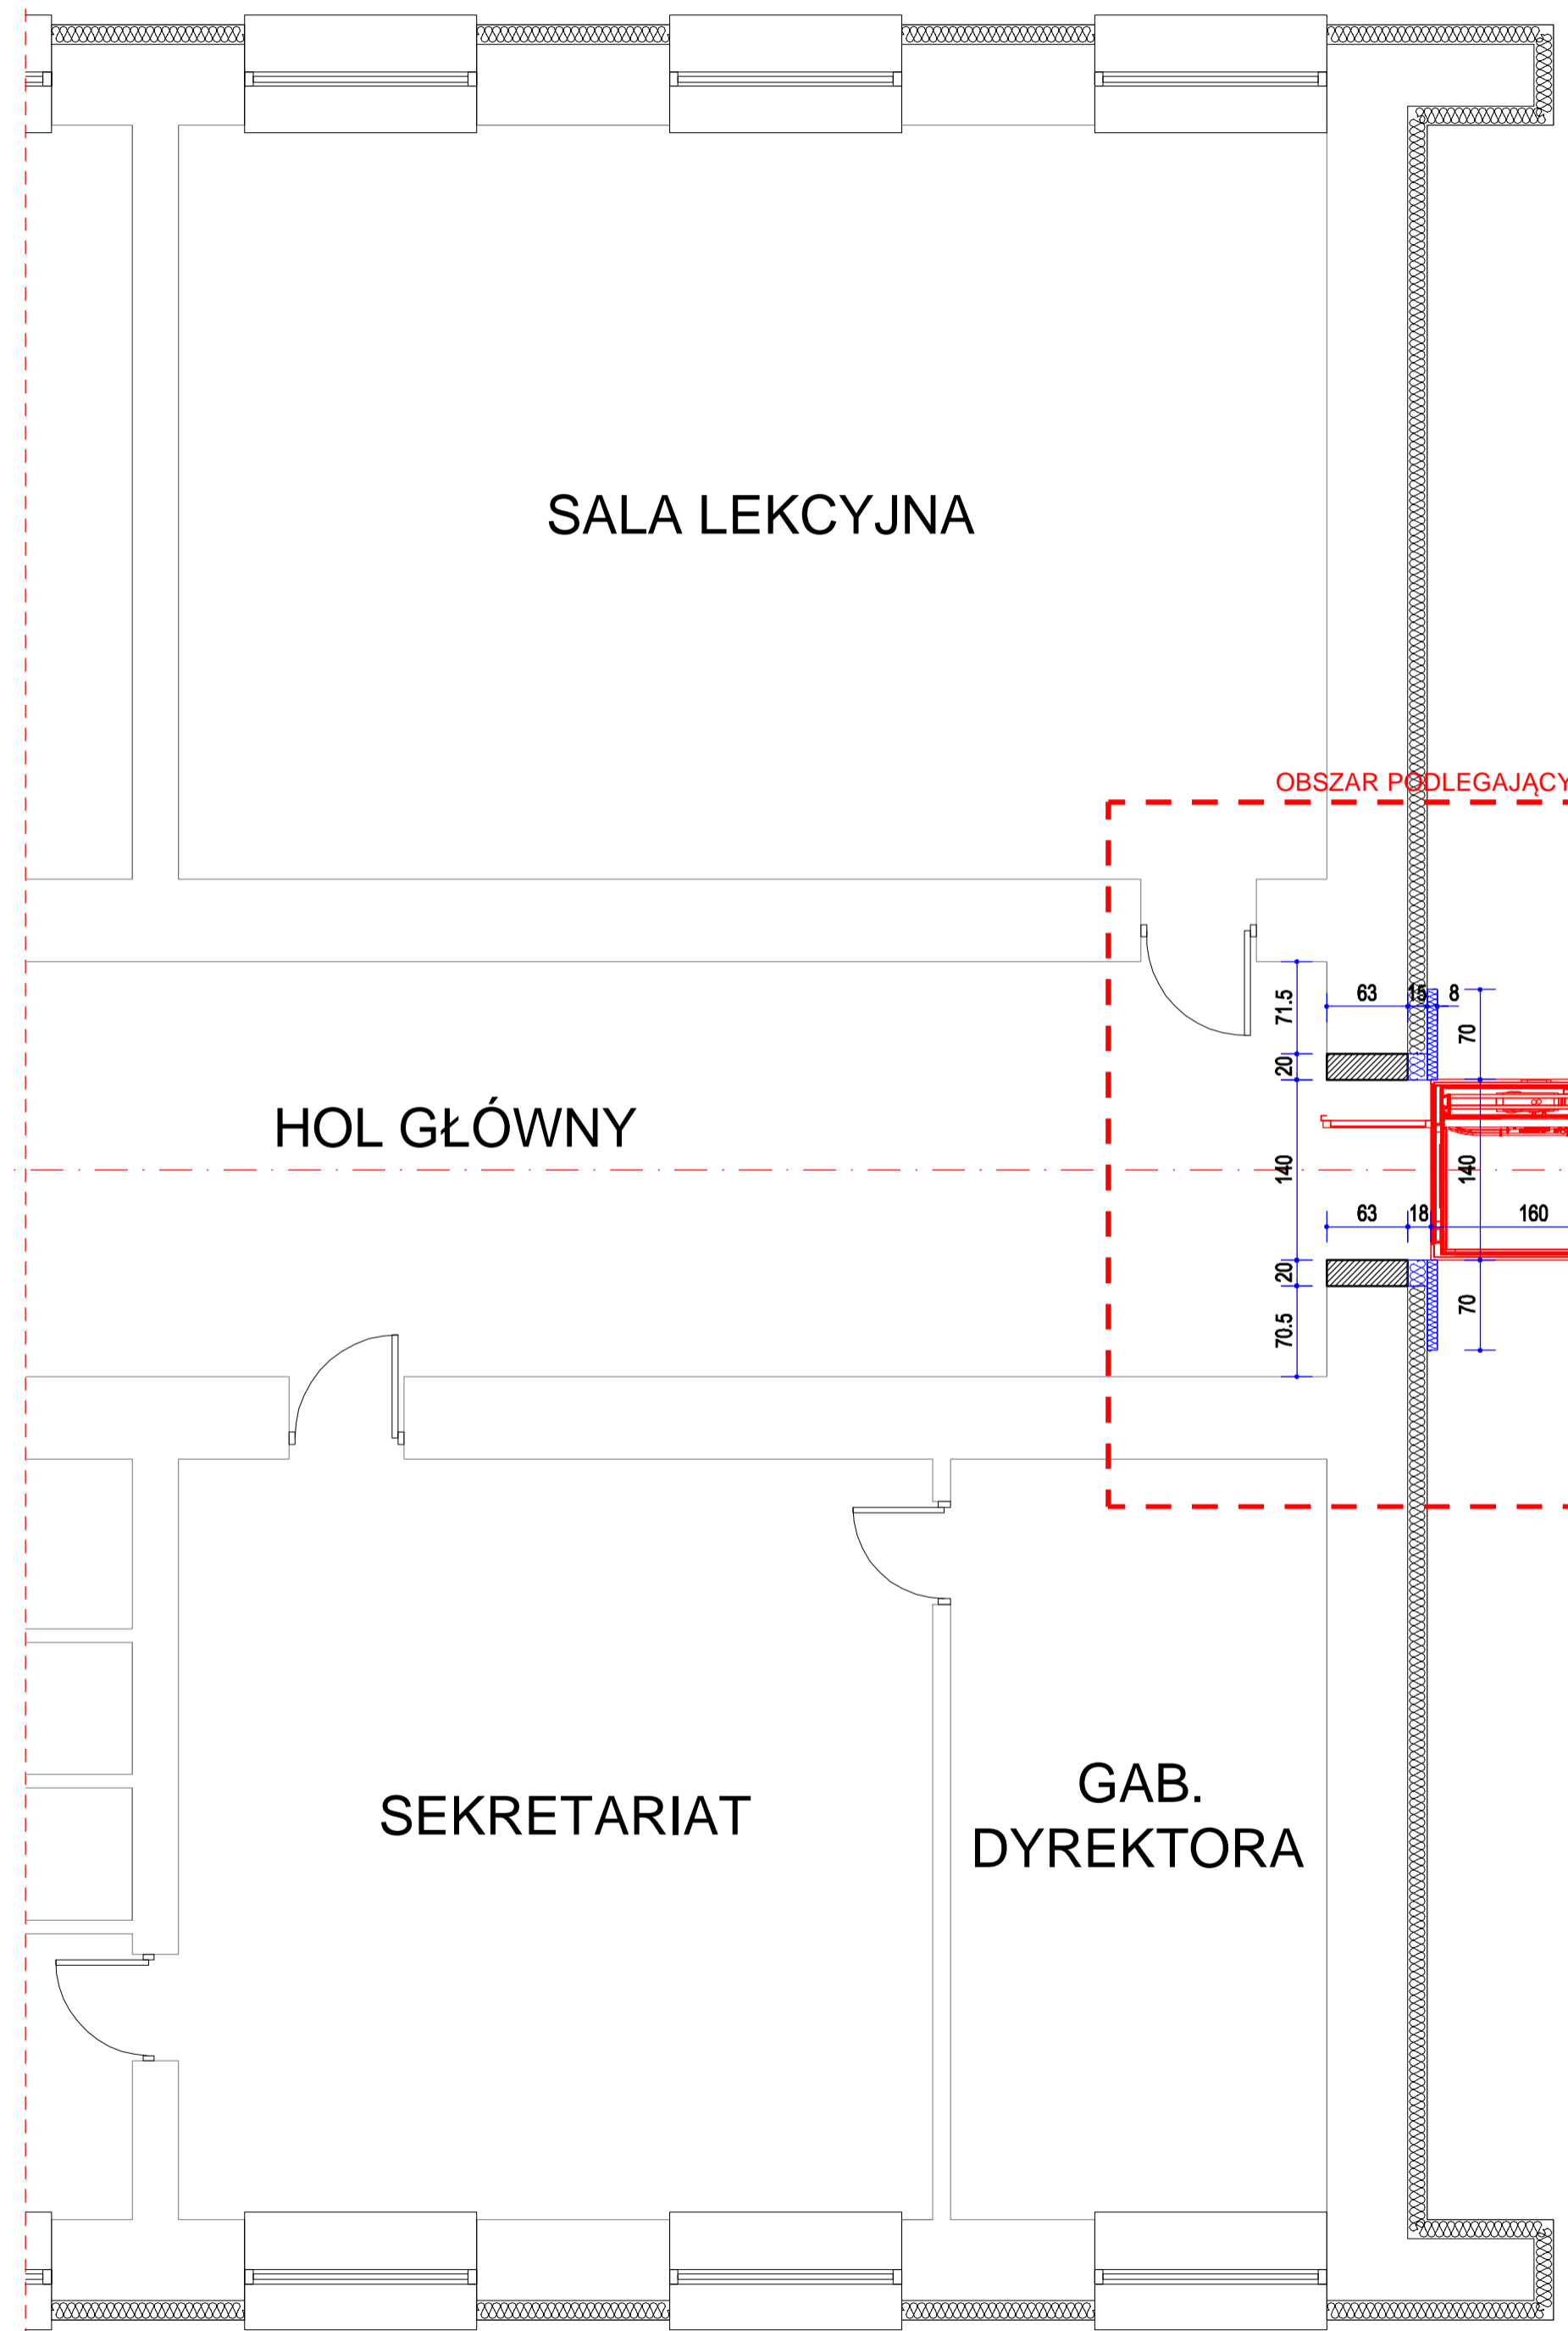 SALA LEKCYJNA
OBSZAR PODLEGAJĄCY
63 15 8
71.5
70
20
HOL GŁÓWNY
140
140
63 18 160
20
70
70.5
SEKRETARIAT
GAB.
DYREKTORA